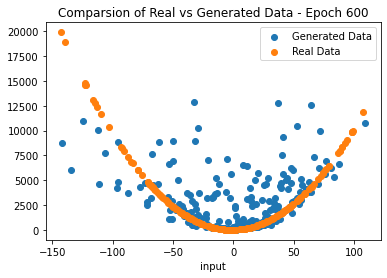 Comparsion of Real vs Generated Data - Epoch 600
20000
17500
15000
12500
10000
7500
5000
2500
0
−150 −100 −50 0 50 100
input
Generated Data
Real Data